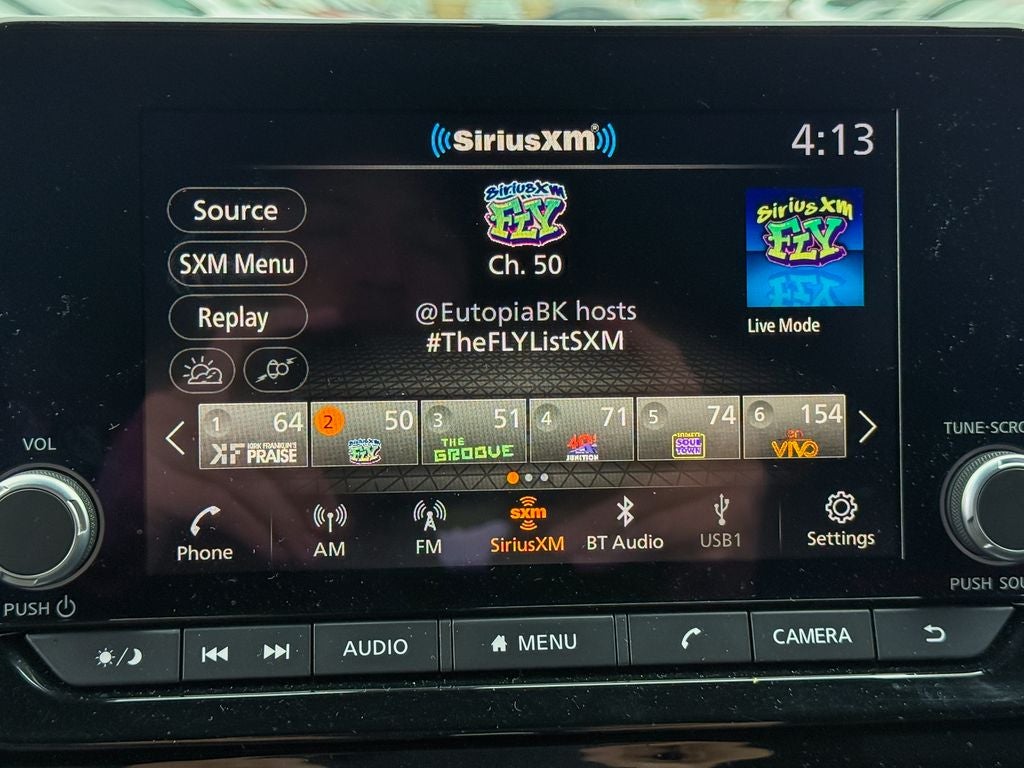 SiriusXM®
4:13
Source
SXM Menu
Replay
SiriusXM
FLY
Ch. 50
@EutopiaBK hosts
#TheFLYListSXM
SiriusXM
FLY
Live Mode
1 64
KF KIRK FRANKLIN'S
PRAISE
2 50
3 51
THE
GROOVE
4 71
40s
JUNCTION
5 74
SOUL
TOWN
6 154
en
VIVO
VOL
PUSH
TUNE·SCRO
PUSH SOU
Phone
AM
FM
sxm
SiriusXM
BT Audio
USB1
Settings
AUDIO
MENU
CAMERA